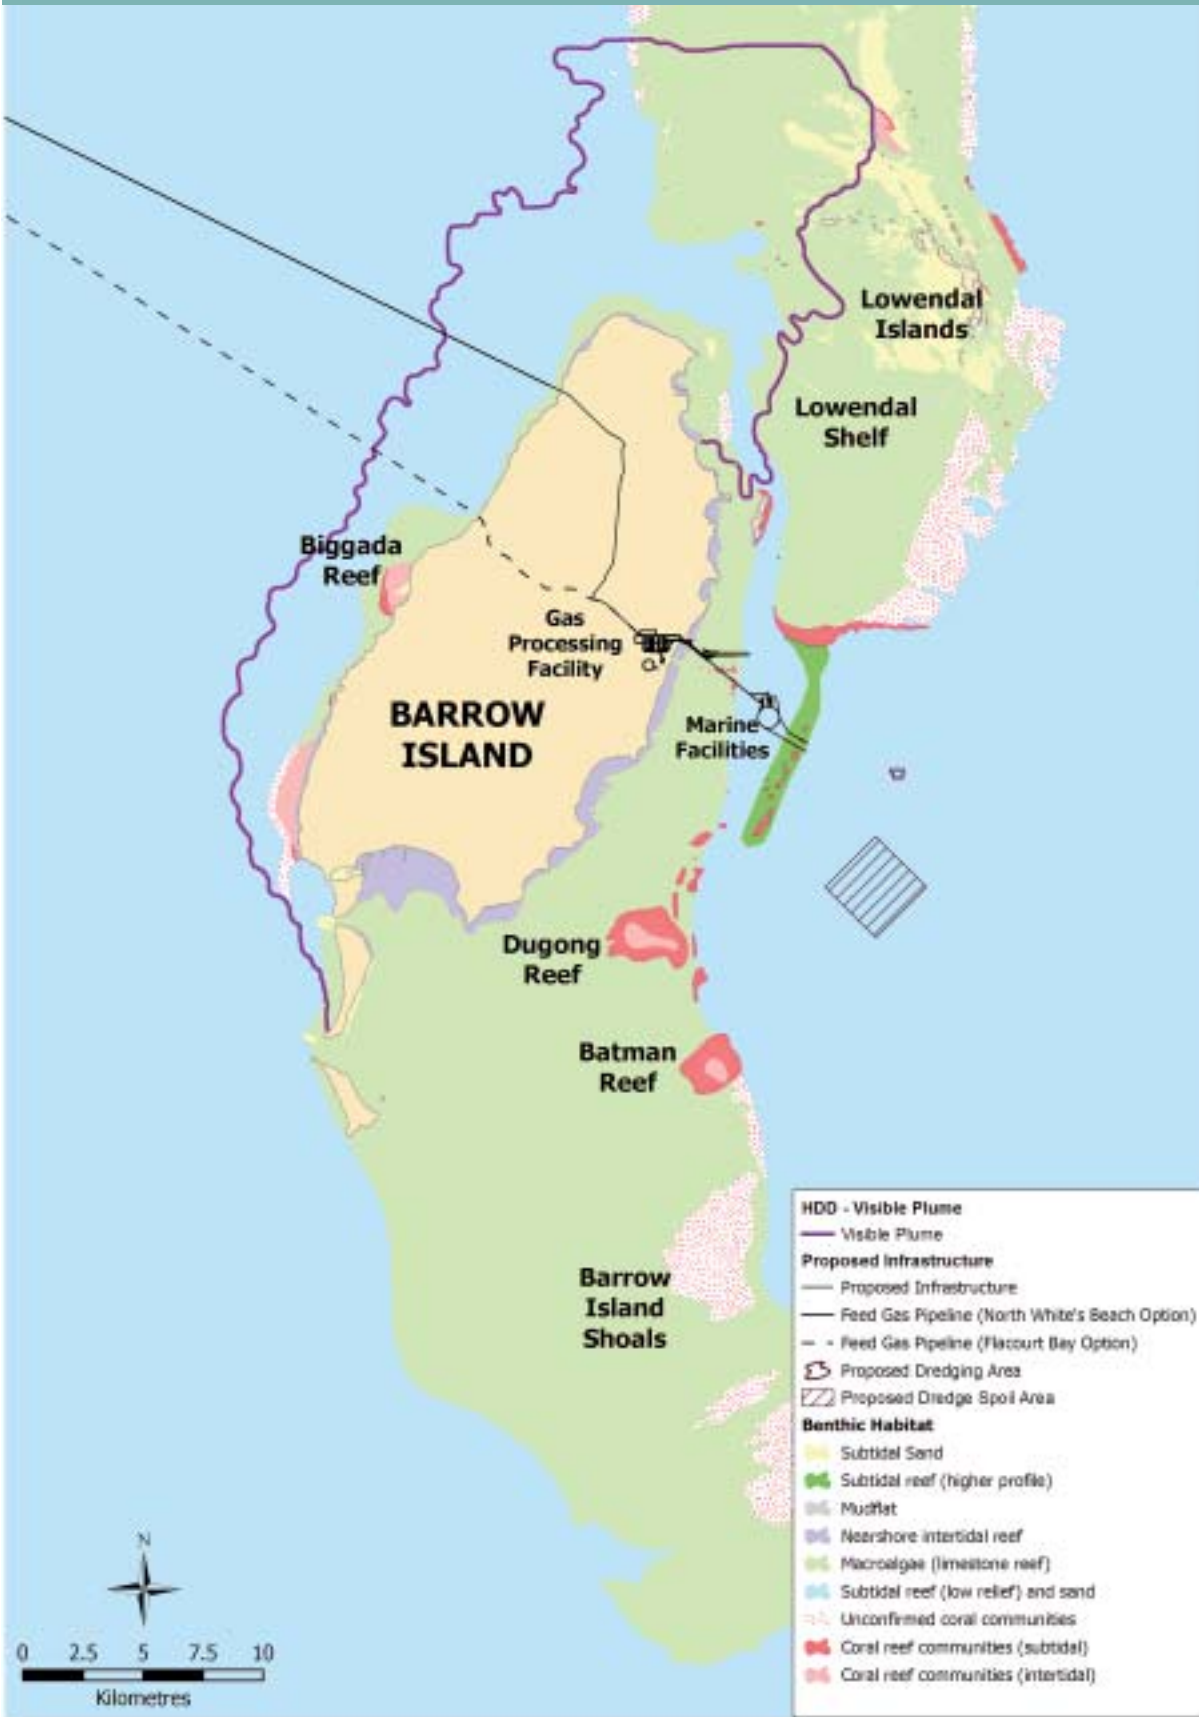 Lowendal
Islands
Lowendal
Shelf
Biggada
Reef
Gas
Processing
Facility
BARROW
ISLAND
Marine
Facilities
Dugong
Reef
Batman
Reef
Barrow
Island
Shoals
HDD - Visible Plume
Visible Plume
Proposed Infrastructure
Proposed Infrastructure
Feed Gas Pipeline (North White's Beach Option)
Feed Gas Pipeline (Flacourt Bay Option)
Proposed Dredging Area
Proposed Dredge Spoil Area
Benthic Habitat
Subtidal Sand
Subtidal reef (higher profile)
Mudflat
Nearshore intertidal reef
Macroalgae (limestone reef)
Subtidal reef (low relief) and sand
Unconfirmed coral communities
Coral reef communities (subtidal)
Coral reef communities (intertidal)
N
0 2.5 5 7.5 10
Kilometres